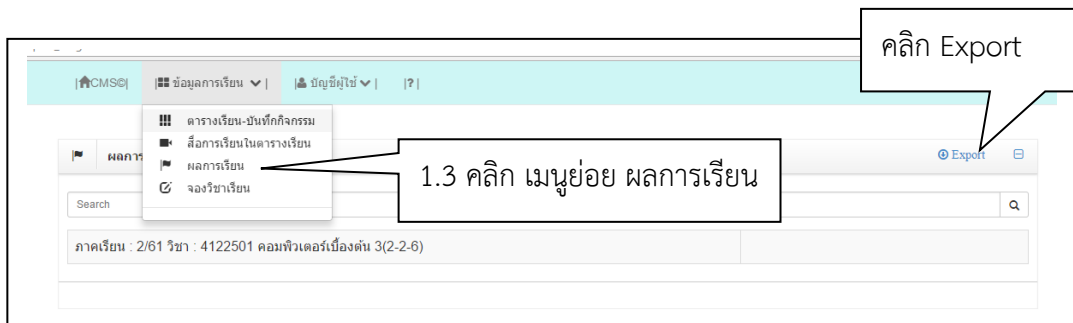 คลิก Export
|CMS©| | ข้อมูลการเรียน | | บัญชีผู้ใช้ | |?|
ตารางเรียน-บันทึกกิจกรรม
สื่อการเรียนในตารางเรียน
ผลการเรียน
จองวิชาเรียน
Export
1.3 คลิก เมนูย่อย ผลการเรียน
Search
ภาคเรียน : 2/61 วิชา : 4122501 คอมพิวเตอร์เบื้องต้น 3(2-2-6)